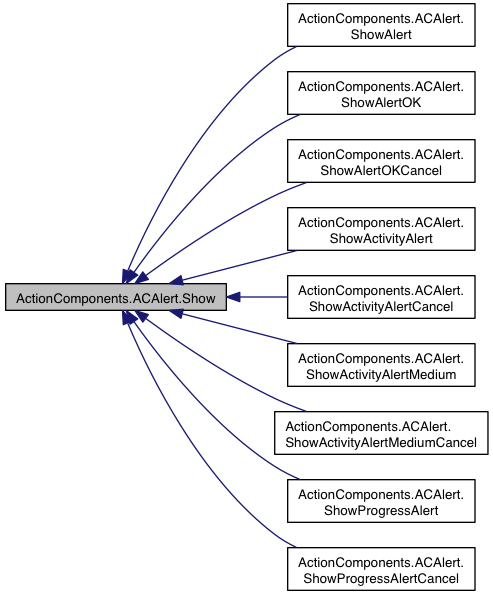 ActionComponents.ACAlert.
ShowAlert
ActionComponents.ACAlert.
ShowAlertOK
ActionComponents.ACAlert.
ShowAlertOKCancel
ActionComponents.ACAlert.
ShowActivityAlert
ActionComponents.ACAlert.Show
ActionComponents.ACAlert.
ShowActivityAlertCancel
ActionComponents.ACAlert.
ShowActivityAlertMedium
ActionComponents.ACAlert.
ShowActivityAlertMediumCancel
ActionComponents.ACAlert.
ShowProgressAlert
ActionComponents.ACAlert.
ShowProgressAlertCancel